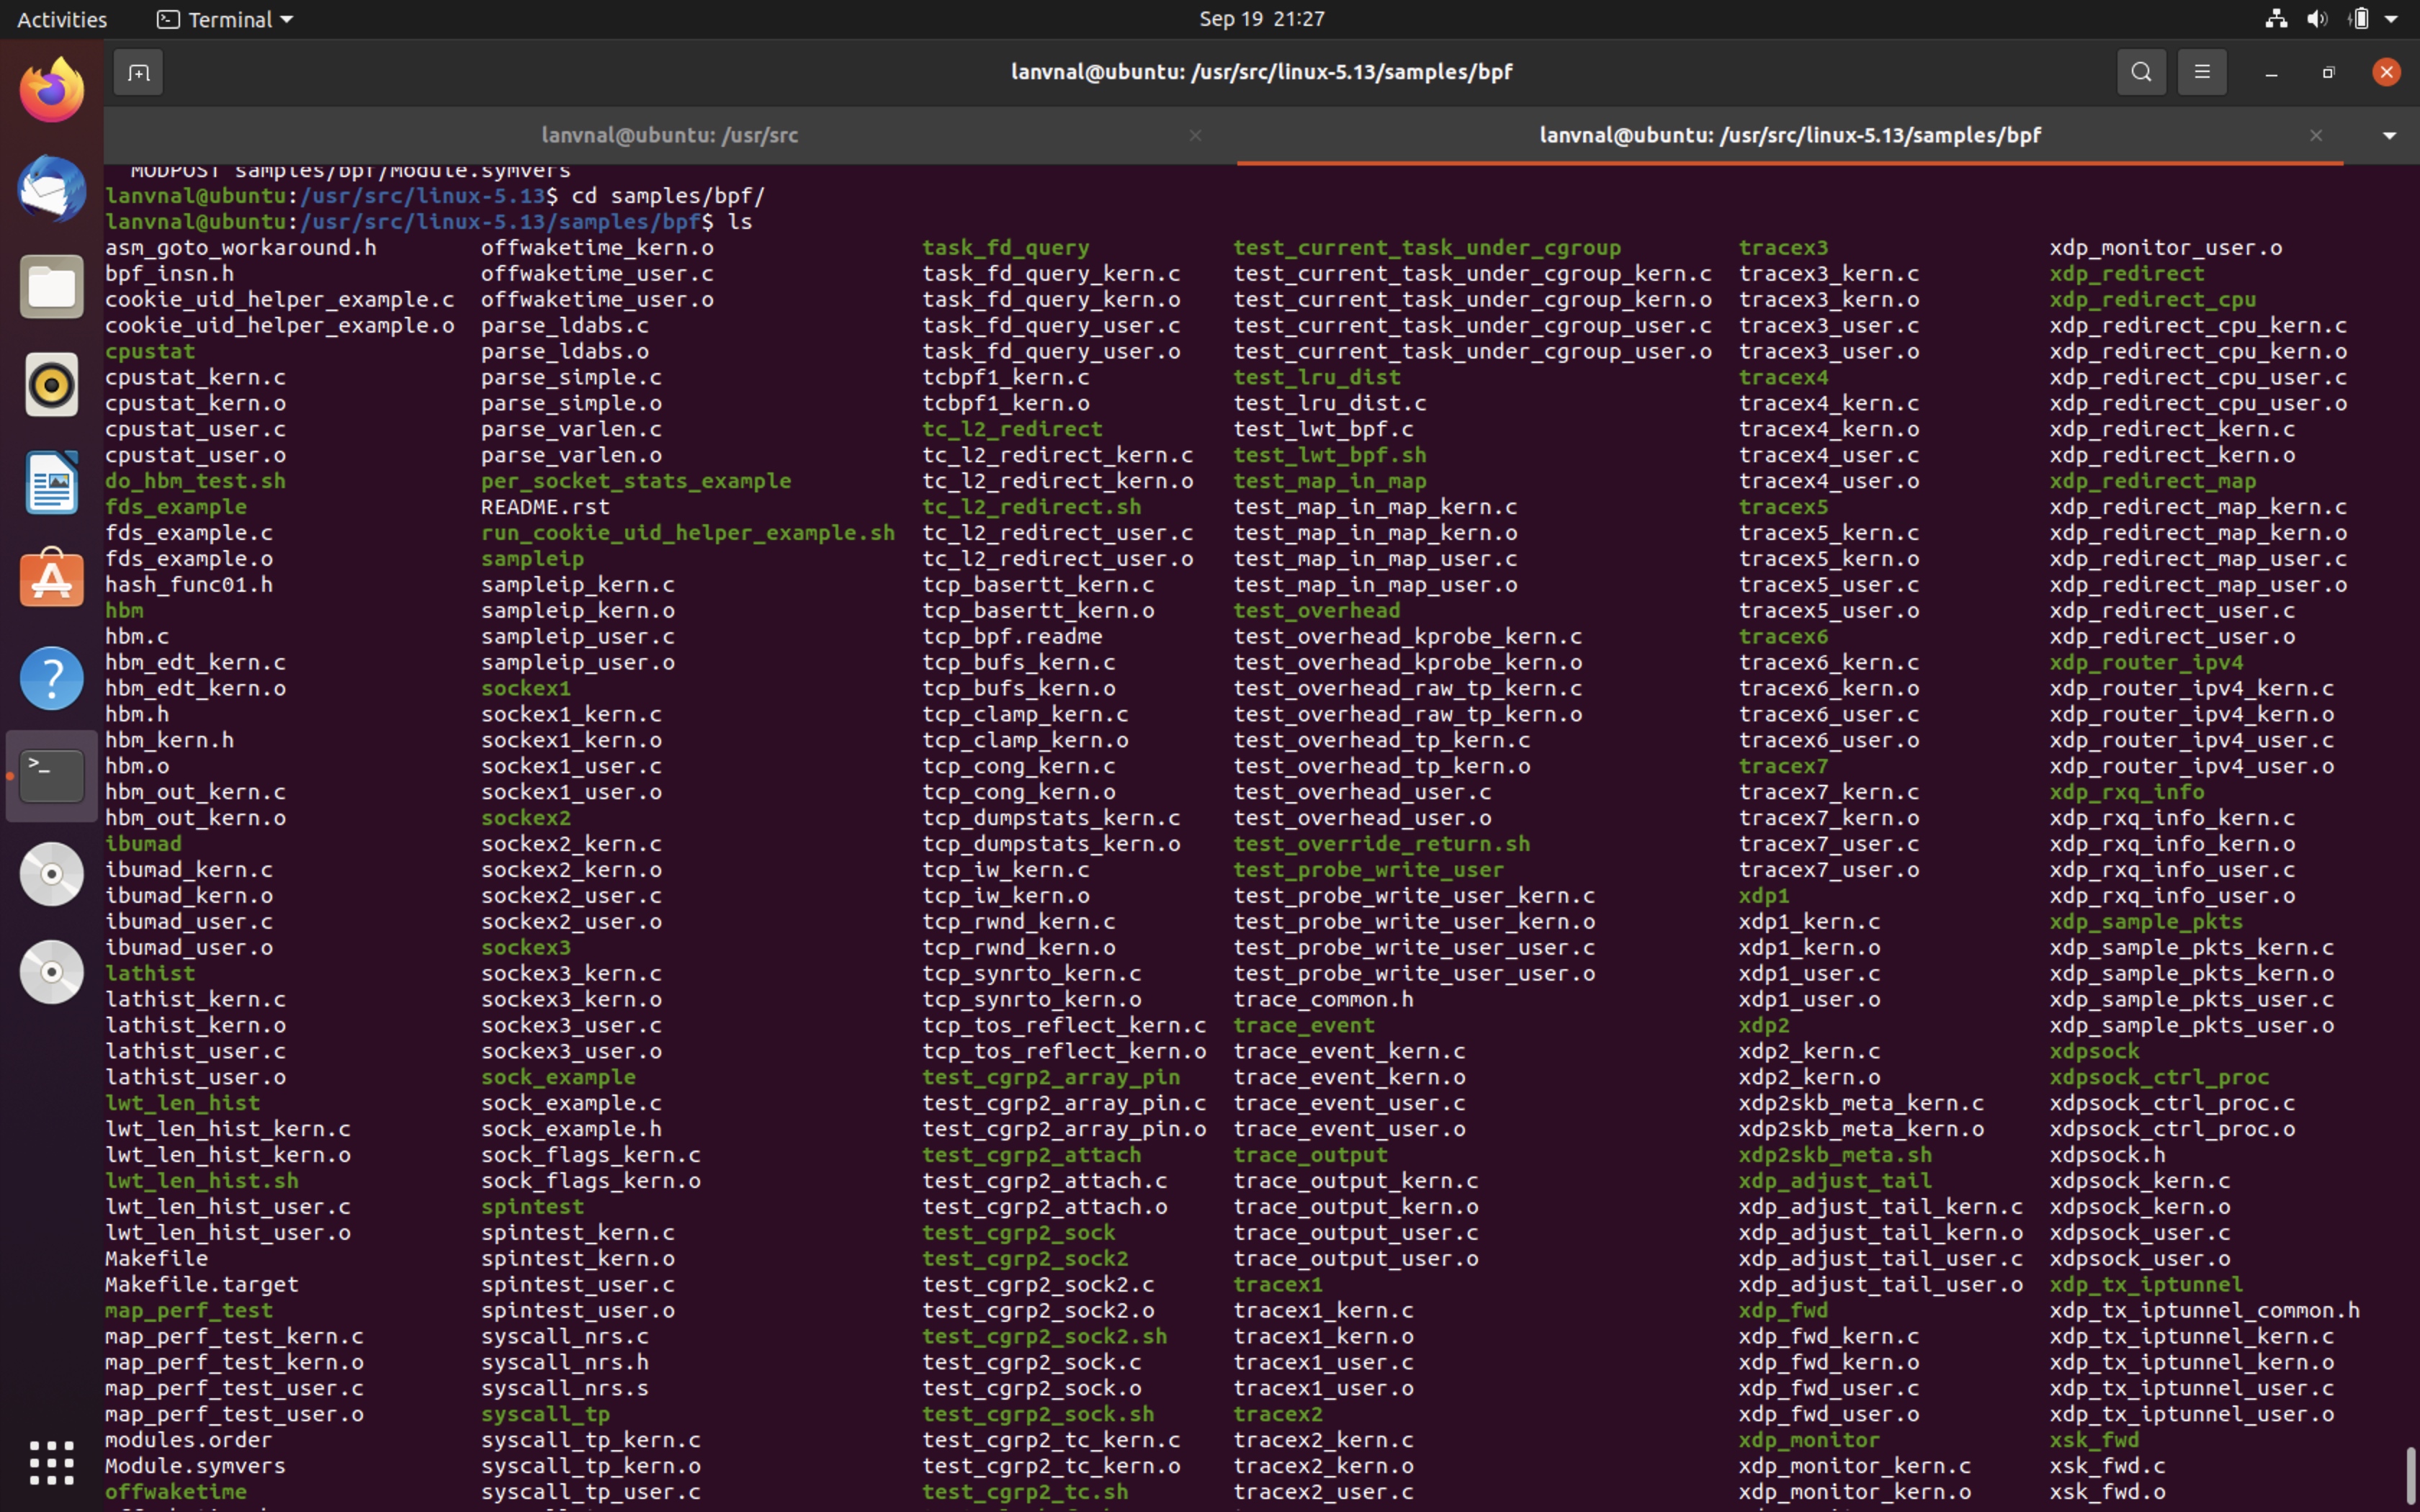 Activities
Terminal
Sep 19 21:27
lanvnal@ubuntu: /usr/src/linux-5.13/samples/bpf
lanvnal@ubuntu: /usr/src
lanvnal@ubuntu: /usr/src/linux-5.13/samples/bpf
MODPOST samples/bpf/Module.symvers
lanvnal@ubuntu:/usr/src/linux-5.13$ cd samples/bpf/
lanvnal@ubuntu:/usr/src/linux-5.13/samples/bpf$ ls
asm_goto_workaround.h offwaketime_kern.o task_fd_query test_current_task_under_cgroup tracex3 xdp_monitor_user.o
bpf_insn.h offwaketime_user.c task_fd_query_kern.c test_current_task_under_cgroup_kern.c tracex3_kern.c xdp_redirect
cookie_uid_helper_example.c offwaketime_user.o task_fd_query_kern.o test_current_task_under_cgroup_kern.o tracex3_kern.o xdp_redirect_cpu
cookie_uid_helper_example.o parse_ldabs.c task_fd_query_user.c test_current_task_under_cgroup_user.c tracex3_user.c xdp_redirect_cpu_kern.c
cpustat parse_ldabs.o task_fd_query_user.o test_current_task_under_cgroup_user.o tracex3_user.o xdp_redirect_cpu_kern.o
cpustat_kern.c parse_simple.c tcbpf1_kern.c test_lru_dist tracex4 xdp_redirect_cpu_user.c
cpustat_kern.o parse_simple.o tcbpf1_kern.o test_lru_dist.c tracex4_kern.c xdp_redirect_cpu_user.o
cpustat_user.c parse_varlen.c tc_l2_redirect test_lwt_bpf.c tracex4_kern.o xdp_redirect_kern.c
cpustat_user.o parse_varlen.o tc_l2_redirect_kern.c test_lwt_bpf.sh tracex4_user.c xdp_redirect_kern.o
do_hbm_test.sh per_socket_stats_example tc_l2_redirect_kern.o test_map_in_map tracex4_user.o xdp_redirect_map
fds_example README.rst tc_l2_redirect.sh test_map_in_map_kern.c tracex5 xdp_redirect_map_kern.c
fds_example.c run_cookie_uid_helper_example.sh tc_l2_redirect_user.c test_map_in_map_kern.o tracex5_kern.c xdp_redirect_map_kern.o
fds_example.o sampleip tc_l2_redirect_user.o test_map_in_map_user.c tracex5_kern.o xdp_redirect_map_user.c
hash_func01.h sampleip_kern.c tcp_basertt_kern.c test_map_in_map_user.o tracex5_user.c xdp_redirect_map_user.o
hbm sampleip_kern.o tcp_basertt_kern.o test_overhead tracex5_user.o xdp_redirect_user.c
hbm.c sampleip_user.c tcp_bpf.readme test_overhead_kprobe_kern.c tracex6 xdp_redirect_user.o
hbm_edt_kern.c sampleip_user.o tcp_bufs_kern.c test_overhead_kprobe_kern.o tracex6_kern.c xdp_router_ipv4
hbm_edt_kern.o sockex1 tcp_bufs_kern.o test_overhead_raw_tp_kern.c tracex6_kern.o xdp_router_ipv4_kern.c
hbm.h sockex1_kern.c tcp_clamp_kern.c test_overhead_raw_tp_kern.o tracex6_user.c xdp_router_ipv4_kern.o
hbm_kern.h sockex1_kern.o tcp_clamp_kern.o test_overhead_tp_kern.c tracex6_user.o xdp_router_ipv4_user.c
hbm.o sockex1_user.c tcp_cong_kern.c test_overhead_tp_kern.o tracex7 xdp_router_ipv4_user.o
hbm_out_kern.c sockex1_user.o tcp_cong_kern.o test_overhead_user.c tracex7_kern.c xdp_rxq_info
hbm_out_kern.o sockex2 tcp_dumpstats_kern.c test_overhead_user.o tracex7_kern.o xdp_rxq_info_kern.c
ibumad sockex2_kern.c tcp_dumpstats_kern.o test_override_return.sh tracex7_user.c xdp_rxq_info_kern.o
ibumad_kern.c sockex2_kern.o tcp_iw_kern.c test_probe_write_user tracex7_user.o xdp_rxq_info_user.c
ibumad_kern.o sockex2_user.c tcp_iw_kern.o test_probe_write_user_kern.c xdp1 xdp_rxq_info_user.o
ibumad_user.c sockex2_user.o tcp_rwnd_kern.c test_probe_write_user_kern.o xdp1_kern.c xdp_sample_pkts
ibumad_user.o sockex3 tcp_rwnd_kern.o test_probe_write_user_user.c xdp1_kern.o xdp_sample_pkts_kern.c
lathist sockex3_kern.c tcp_synrto_kern.c test_probe_write_user_user.o xdp1_user.c xdp_sample_pkts_kern.o
lathist_kern.c sockex3_kern.o tcp_synrto_kern.o trace_common.h xdp1_user.o xdp_sample_pkts_user.c
lathist_kern.o sockex3_user.c tcp_tos_reflect_kern.c trace_event xdp2 xdp_sample_pkts_user.o
lathist_user.c sockex3_user.o tcp_tos_reflect_kern.o trace_event_kern.c xdp2_kern.c xdpsock
lathist_user.o sock_example test_cgrp2_array_pin trace_event_kern.o xdp2_kern.o xdpsock_ctrl_proc
lwt_len_hist sock_example.c test_cgrp2_array_pin.c trace_event_user.c xdp2skb_meta_kern.c xdpsock_ctrl_proc.c
lwt_len_hist_kern.c sock_example.h test_cgrp2_array_pin.o trace_event_user.o xdp2skb_meta_kern.o xdpsock_ctrl_proc.o
lwt_len_hist_kern.o sock_flags_kern.c test_cgrp2_attach trace_output xdp2skb_meta.sh xdpsock.h
lwt_len_hist.sh sock_flags_kern.o test_cgrp2_attach.c trace_output_kern.c xdp_adjust_tail xdpsock_kern.c
lwt_len_hist_user.c spintest test_cgrp2_attach.o trace_output_kern.o xdp_adjust_tail_kern.c xdpsock_kern.o
lwt_len_hist_user.o spintest_kern.c test_cgrp2_sock trace_output_user.c xdp_adjust_tail_kern.o xdpsock_user.c
Makefile spintest_kern.o test_cgrp2_sock2 trace_output_user.o xdp_adjust_tail_user.c xdpsock_user.o
Makefile.target spintest_user.c test_cgrp2_sock2.c tracex1 xdp_adjust_tail_user.o xdp_tx_iptunnel
map_perf_test spintest_user.o test_cgrp2_sock2.o tracex1_kern.c xdp_fwd xdp_tx_iptunnel_common.h
map_perf_test_kern.c syscall_nrs.c test_cgrp2_sock2.sh tracex1_kern.o xdp_fwd_kern.c xdp_tx_iptunnel_kern.c
map_perf_test_kern.o syscall_nrs.h test_cgrp2_sock.c tracex1_user.c xdp_fwd_kern.o xdp_tx_iptunnel_kern.o
map_perf_test_user.c syscall_nrs.s test_cgrp2_sock.o tracex1_user.o xdp_fwd_user.c xdp_tx_iptunnel_user.c
map_perf_test_user.o syscall_tp test_cgrp2_sock.sh tracex2 xdp_fwd_user.o xdp_tx_iptunnel_user.o
modules.order syscall_tp_kern.c test_cgrp2_tc_kern.c tracex2_kern.c xdp_monitor xsk_fwd
Module.symvers syscall_tp_kern.o test_cgrp2_tc_kern.o tracex2_kern.o xdp_monitor_kern.c xsk_fwd.c
offwaketime syscall_tp_user.c test_cgrp2_tc.sh tracex2_user.c xdp_monitor_kern.o xsk_fwd.o